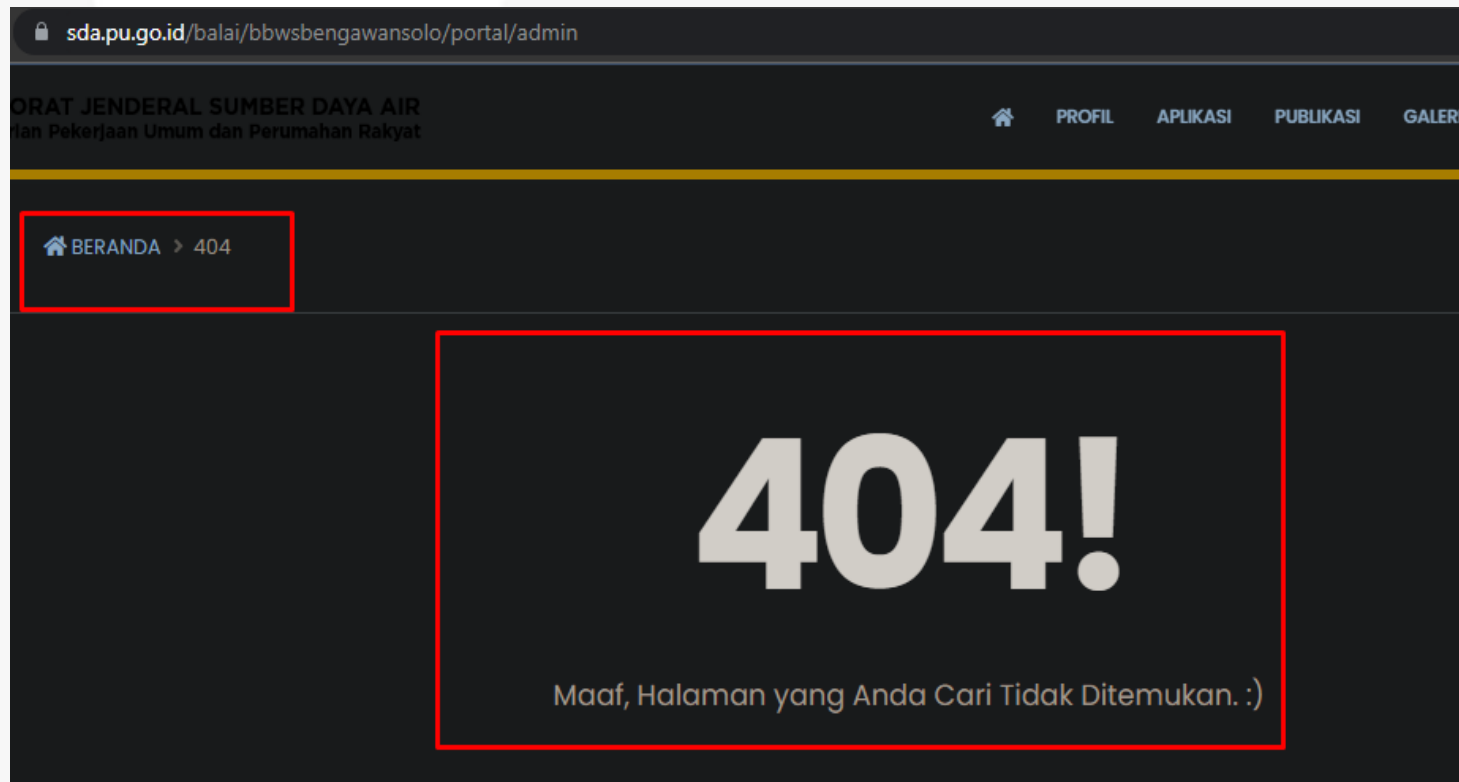 sda.pu.go.id/balai/bbwsbengawansolo/portal/admin
ORAT JENDERAL SUMBER DAYA AIR
rian Pekerjaan Umum dan Perumahan Rakyat
PROFIL APLIKASI PUBLIKASI GALERI
BERANDA > 404
404!
Maaf, Halaman yang Anda Cari Tidak Ditemukan. :)